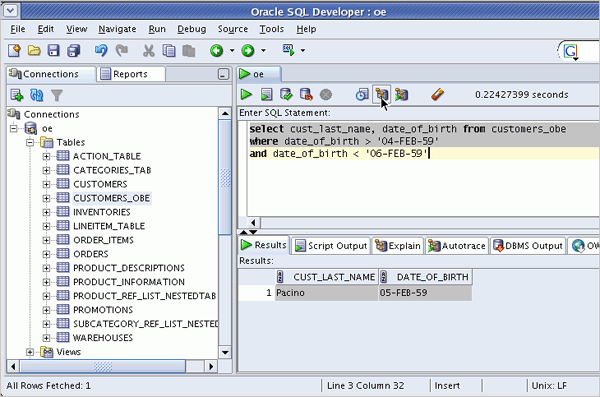 Oracle SQL Developer : oe
File Edit View Navigate Run Debug Source Tools Help
Connections
Reports
Connections
oe
Tables
ACTION_TABLE
CATEGORIES_TAB
CUSTOMERS
CUSTOMERS_OBE
INVENTORIES
LINEITEM_TABLE
ORDER_ITEMS
ORDERS
PRODUCT_DESCRIPTIONS
PRODUCT_INFORMATION
PRODUCT_REF_LIST_NESTEDTAB
PROMOTIONS
SUBCATEGORY_REF_LIST_NESTED
WAREHOUSES
Views
oe
0.22427399 seconds
Enter SQL Statement:
select cust_last_name, date_of_birth from customers_obe
where date_of_birth > '04-FEB-59'
and date_of_birth < '06-FEB-59'
Results Script Output Explain Autotrace DBMS Output OW
Results:
CUST_LAST_NAME DATE_OF_BIRTH
1 Pacino 05-FEB-59
All Rows Fetched: 1 Line 3 Column 32 Insert Unix: LF